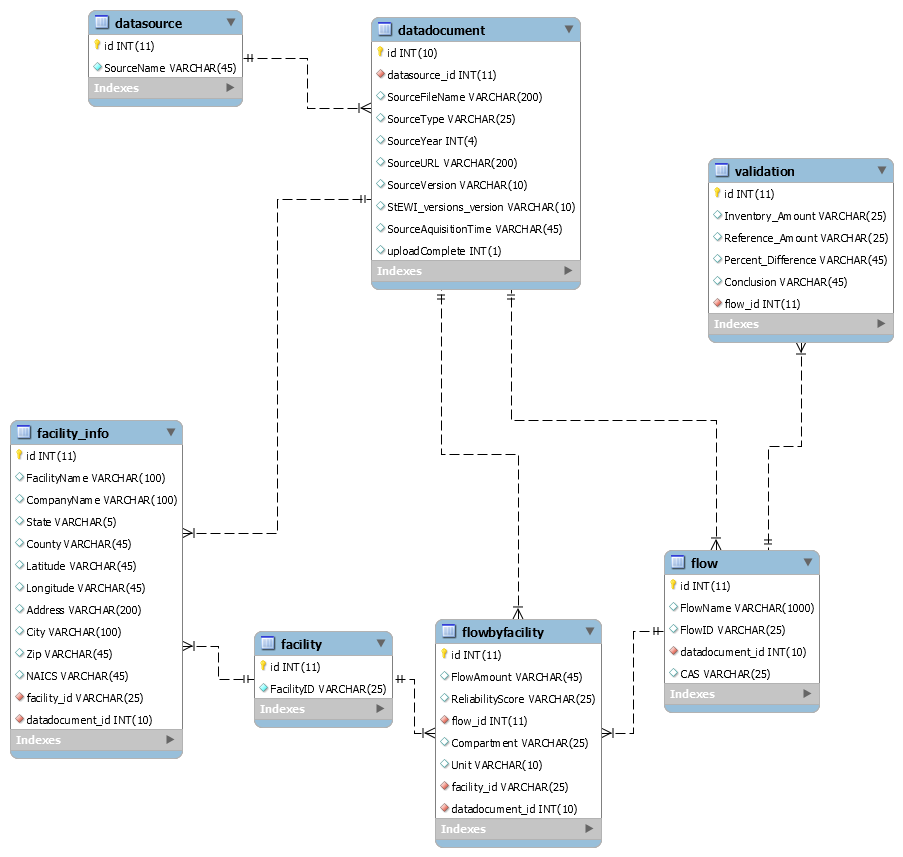 datasource
id INT(11)
SourceName VARCHAR(45)
Indexes
datadocument
id INT(10)
datasource_id INT(11)
SourceFileName VARCHAR(200)
SourceType VARCHAR(25)
SourceYear INT(4)
SourceURL VARCHAR(200)
SourceVersion VARCHAR(10)
StEWI_versions_version VARCHAR(10)
SourceAquisitionTime VARCHAR(45)
uploadComplete INT(1)
Indexes
validation
id INT(11)
Inventory_Amount VARCHAR(25)
Reference_Amount VARCHAR(25)
Percent_Difference VARCHAR(45)
Conclusion VARCHAR(45)
flow_id INT(11)
Indexes
facility_info
id INT(11)
FacilityName VARCHAR(100)
CompanyName VARCHAR(100)
State VARCHAR(5)
County VARCHAR(45)
Latitude VARCHAR(45)
Longitude VARCHAR(45)
Address VARCHAR(200)
City VARCHAR(100)
Zip VARCHAR(45)
NAICS VARCHAR(45)
facility_id VARCHAR(25)
datadocument_id INT(10)
Indexes
facility
id INT(11)
FacilityID VARCHAR(25)
Indexes
flowbyfacility
id INT(11)
FlowAmount VARCHAR(45)
ReliabilityScore VARCHAR(25)
flow_id INT(11)
Compartment VARCHAR(25)
Unit VARCHAR(10)
facility_id VARCHAR(25)
datadocument_id INT(10)
Indexes
flow
id INT(11)
FlowName VARCHAR(1000)
FlowID VARCHAR(25)
datadocument_id INT(10)
CAS VARCHAR(25)
Indexes